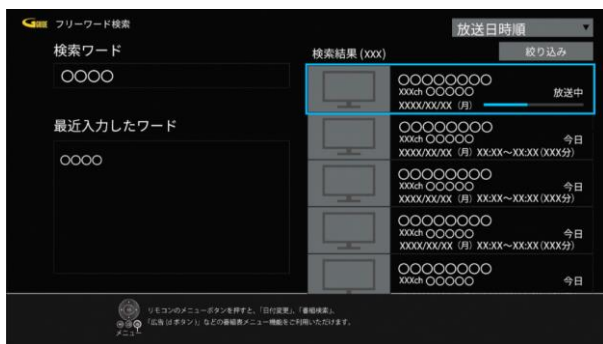 G GUIDE フリーワード検索
放送日時順
検索ワード
検索結果 (xxx)
絞り込み
〇〇〇〇
〇〇〇〇〇〇〇〇
XXXch 〇〇〇〇〇 放送中
XXXX/XX/XX (月)
最近入力したワード
〇〇〇〇
〇〇〇〇〇〇〇〇
XXXch 〇〇〇〇〇 今日
XXXX/XX/XX (月) XX:XX～XX:XX (XXX分)
〇〇〇〇〇〇〇〇
XXXch 〇〇〇〇〇 今日
XXXX/XX/XX (月) XX:XX～XX:XX (XXX分)
〇〇〇〇〇〇〇〇
XXXch 〇〇〇〇〇 今日
XXXX/XX/XX (月) XX:XX～XX:XX (XXX分)
〇〇〇〇〇〇〇〇
XXXch 〇〇〇〇〇 今日
リモコンのメニューボタンを押すと、「日付変更」、「番組検索」、
「広告 (d ボタン)」などの番組表メニュー機能をご利用いただけます。
メニュー